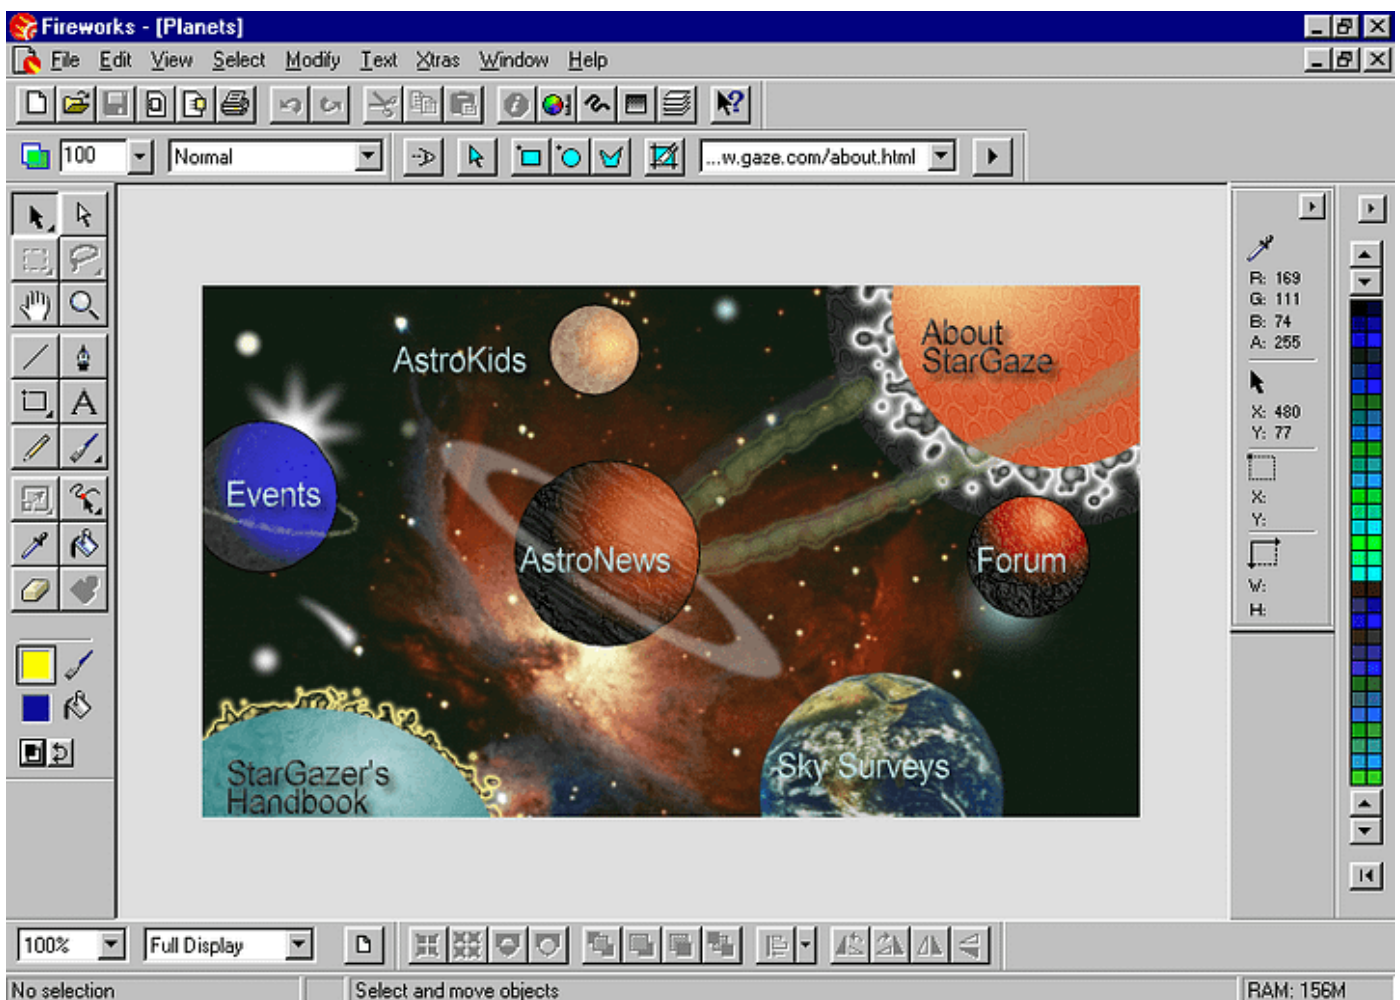 Fireworks - [Planets]
File Edit View Select Modify Text Xtras Window Help
100 Normal ...w.gaze.com/about.html
R: 169
G: 111
B: 74
A: 255
X: 480
Y: 77
X:
Y:
W:
H:
AstroKids
About
StarGaze
Events
AstroNews
Forum
Sky Surveys
StarGazer's
Handbook
100% Full Display
No selection Select and move objects RAM: 156M